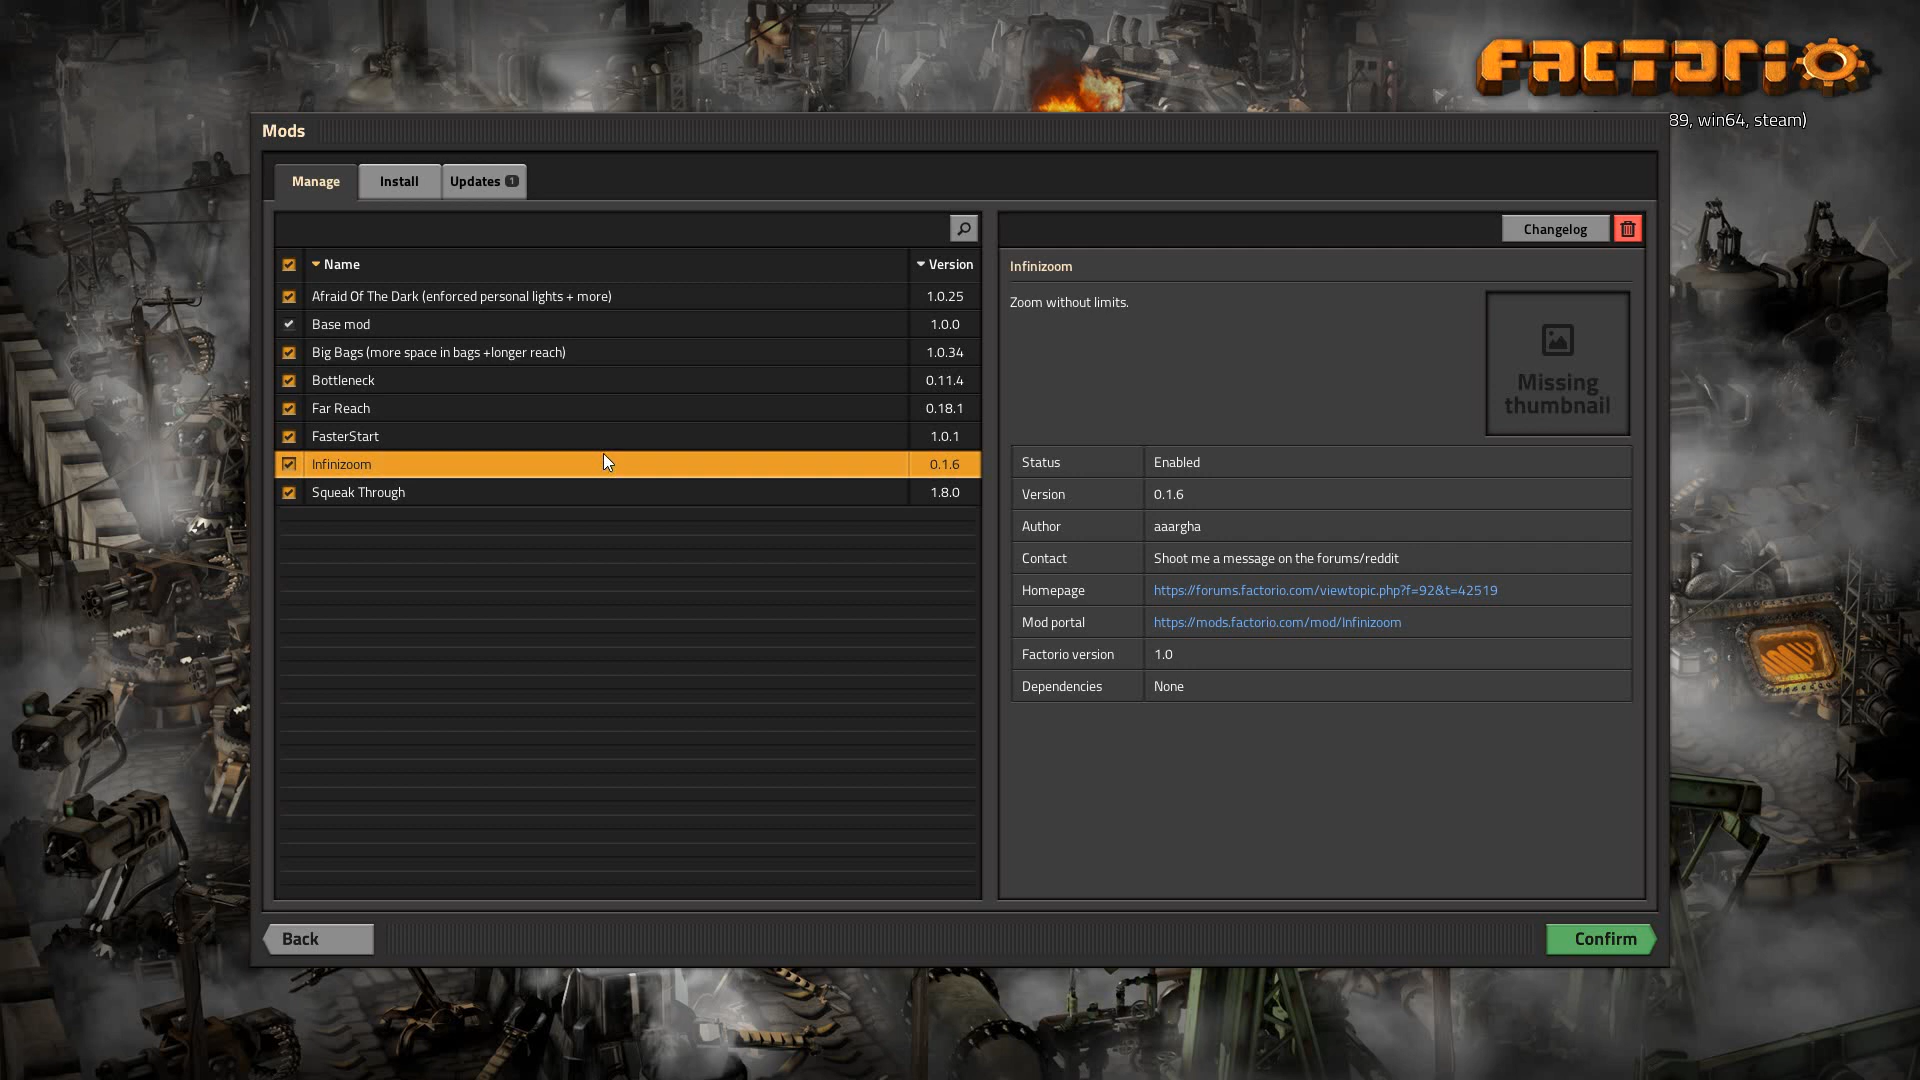 FACTORIO
89, win64, steam)
Mods
Manage
Install
Updates 1
Name
Version
Afraid Of The Dark (enforced personal lights + more) 1.0.25
Base mod 1.0.0
Big Bags (more space in bags +longer reach) 1.0.34
Bottleneck 0.11.4
Far Reach 0.18.1
FasterStart 1.0.1
Infinizoom 0.1.6
Squeak Through 1.8.0
Changelog
Infinizoom
Zoom without limits.
Missing
thumbnail
Status Enabled
Version 0.1.6
Author aaargha
Contact Shoot me a message on the forums/reddit
Homepage https://forums.factorio.com/viewtopic.php?f=92&t=42519
Mod portal https://mods.factorio.com/mod/Infinizoom
Factorio version 1.0
Dependencies None
Back
Confirm